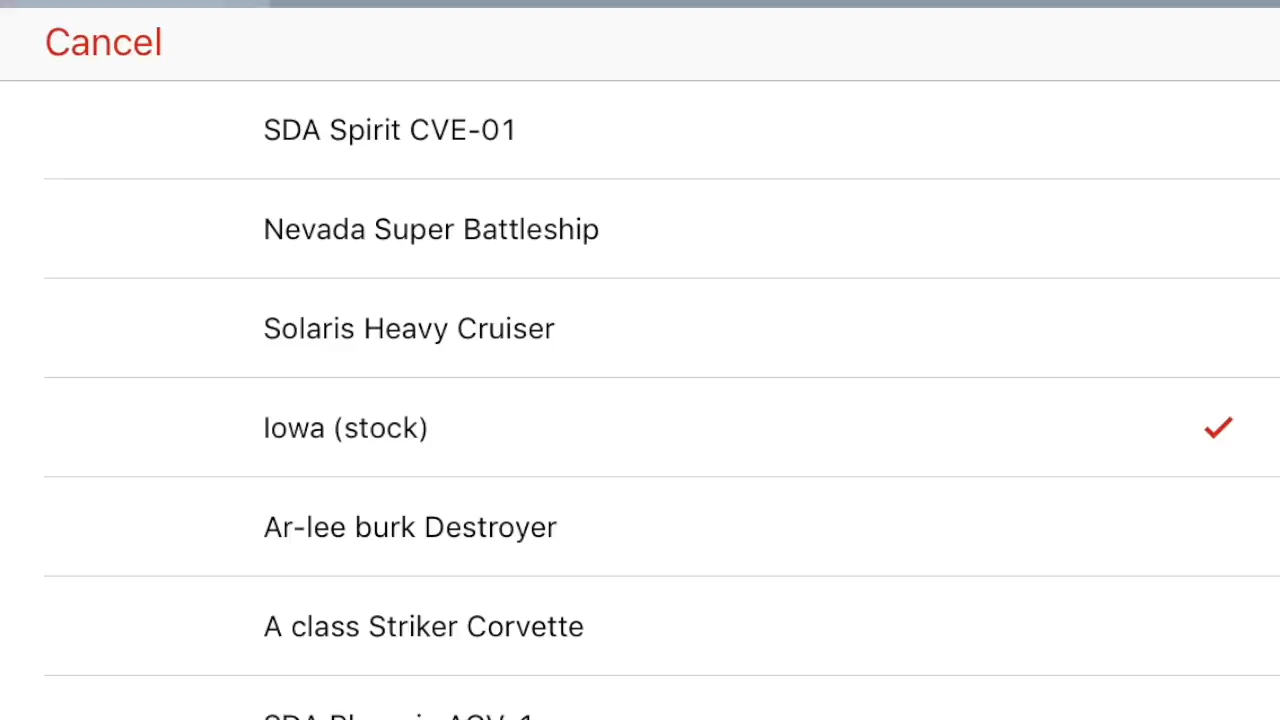 Cancel
SDA Spirit CVE-01
Nevada Super Battleship
Solaris Heavy Cruiser
Iowa (stock)
Ar-lee burk Destroyer
A class Striker Corvette
SDA